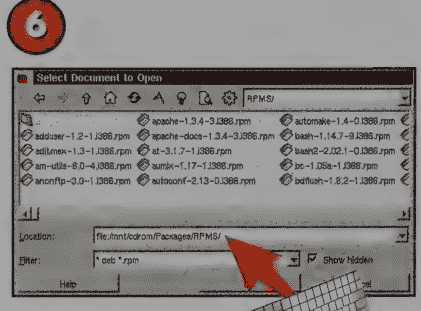 6
Select Document to Open
RPMS/
..
adduser-1.2-1.i386.rpm
adjtimex-1.3-1.i386.rpm
am-utils-6.0-4.i386.rpm
anonftp-3.0-1.i386.rpm
apache-1.3.4-3.i386.rpm
apache-docs-1.3.4-3.i386.rpm
at-3.1.7-1.i386.rpm
aumix-1.17-1.i386.rpm
autoconf-2.13-0.i386.rpm
automake-1.4-0.i386.rpm
bash-1.14.7-9.i386.rpm
bash2-2.02.1-0.i386.rpm
bc-1.05a-1.i386.rpm
bdflush-1.6.2-1.i386.rpm
Location: file:/mnt/cdrom/Packages/RPMS/
Filter: *.deb *.rpm Show hidden
Help cel